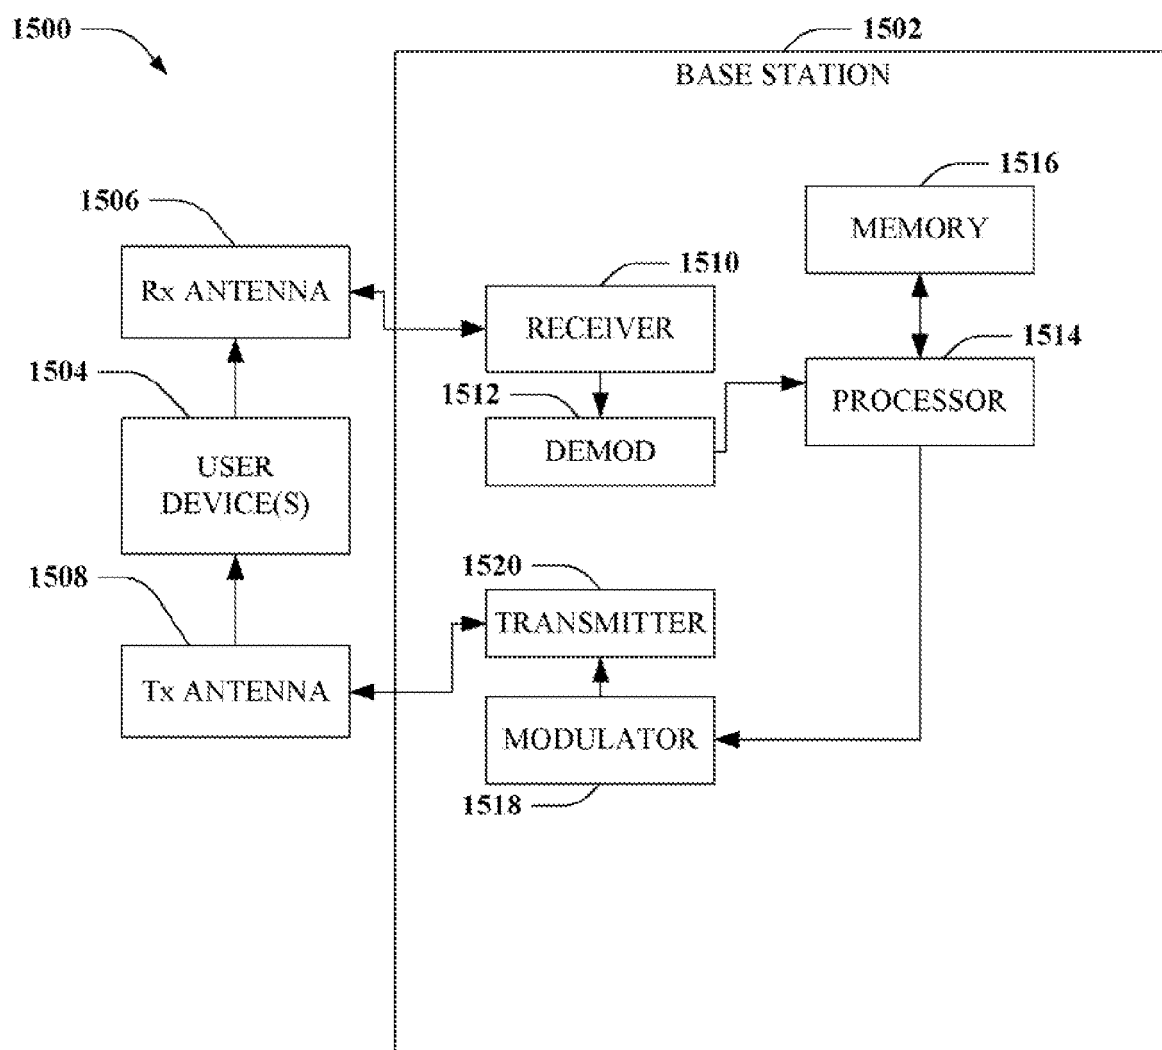 1500
1502
BASE STATION
1516
MEMORY
1506
Rx ANTENNA
1510
RECEIVER
1514
PROCESSOR
1504
USER
DEVICE(S)
1512
DEMOD
1508
Tx ANTENNA
1520
TRANSMITTER
MODULATOR
1518